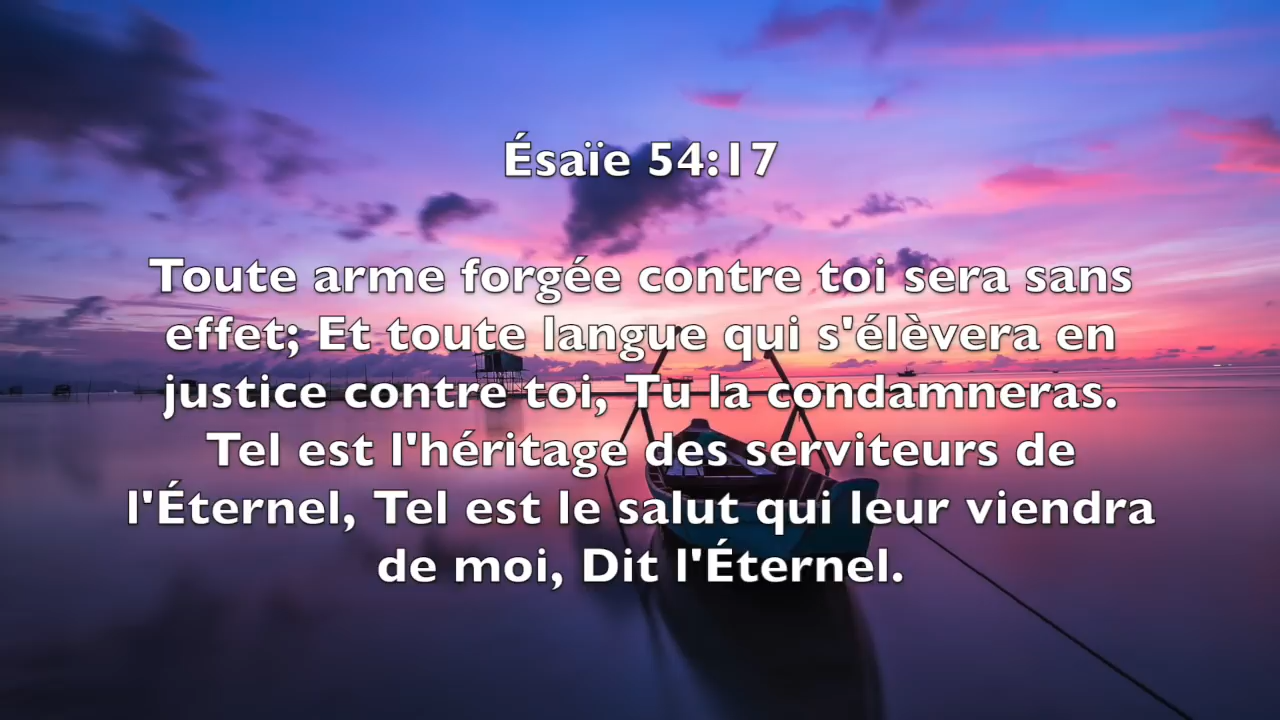 Ésaïe 54:17
Toute arme forgée contre toi sera sans
effet; Et toute langue qui s'élèvera en
justice contre toi, Tu la condamneras.
Tel est l'héritage des serviteurs de
l'Éternel, Tel est le salut qui leur viendra
de moi, Dit l'Éternel.